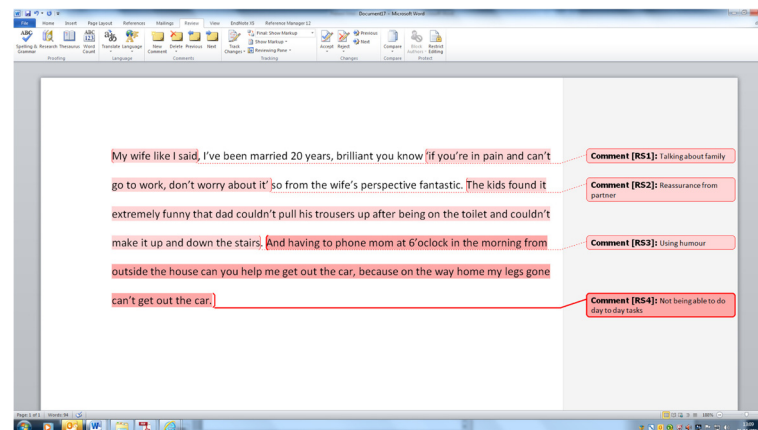 Document17 - Microsoft Word
File Home Insert Page Layout References Mailings Review View EndNote X5 Reference Manager 12
Spelling & Grammar Research Thesaurus Word Count Translate Language New Comment Delete Previous Next Track Changes Final: Show Markup Show Markup Reviewing Pane Accept Reject Previous Next Compare Block Authors Restrict Editing
Proofing Language Comments Tracking Changes Compare Protect
My wife like I said, I've been married 20 years, brilliant you know 'if you're in pain and can't
go to work, don't worry about it' so from the wife's perspective fantastic. The kids found it
extremely funny that dad couldn't pull his trousers up after being on the toilet and couldn't
make it up and down the stairs. And having to phone mom at 6'oclock in the morning from
outside the house can you help me get out the car, because on the way home my legs gone
can't get out the car.
Comment [RS1]: Talking about family
Comment [RS2]: Reassurance from
partner
Comment [RS3]: Using humour
Comment [RS4]: Not being able to do
day to day tasks
Page: 1 of 1 Words: 94 188%
13:09